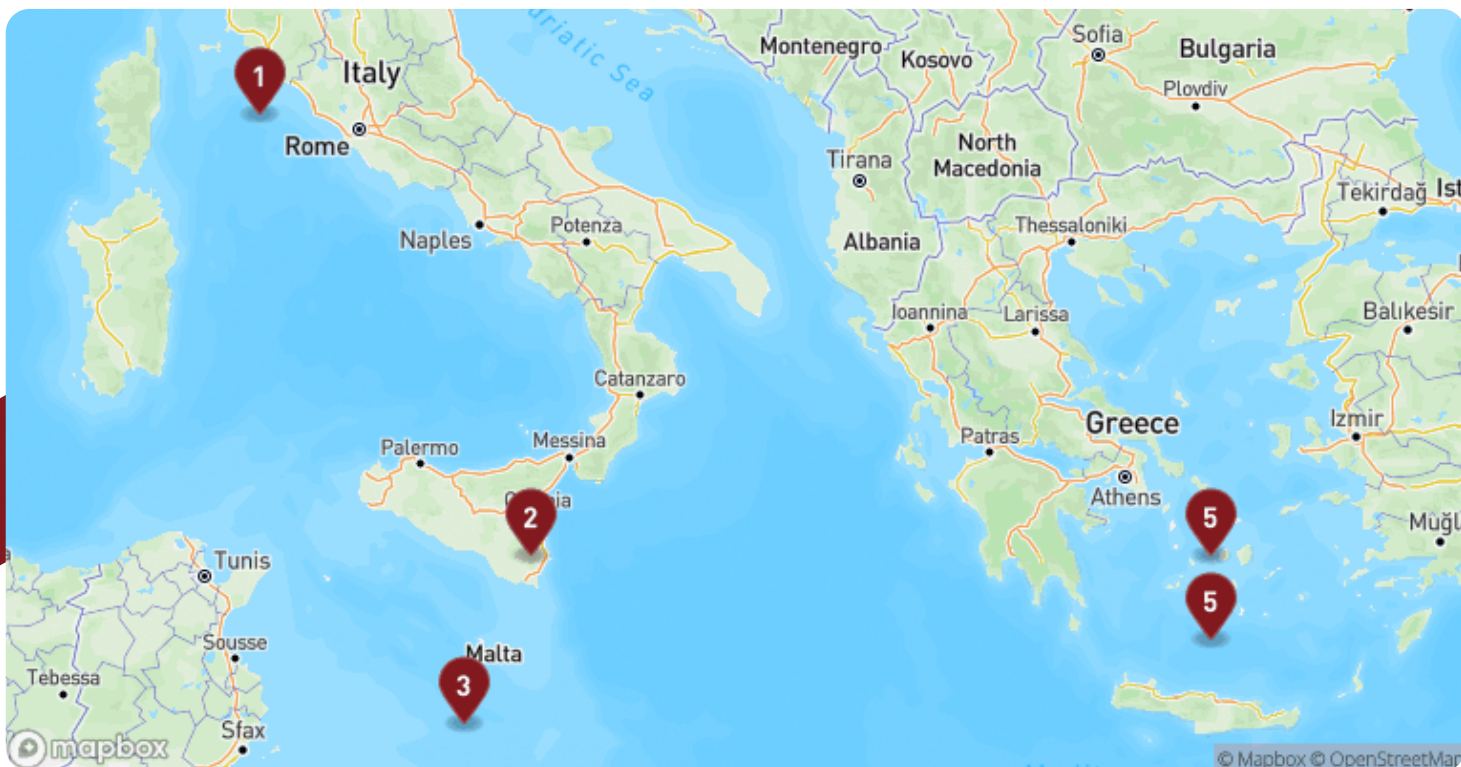 Adriatic Sea
Montenegro
Kosovo
Sofia
Bulgaria
Plovdiv
1
Italy
Rome
North
Macedonia
Tirana
Tekirdağ
Ist
Thessaloniki
Naples
Potenza
Albania
Ioannina
Larissa
Balıkesir
Catanzaro
Greece
Izmir
Patras
Palermo
Messina
Athens
2
5
Muğl
Tunis
5
Sousse
Malta
3
Tebessa
Sfax
mapbox
© Mapbox © OpenStreetMap